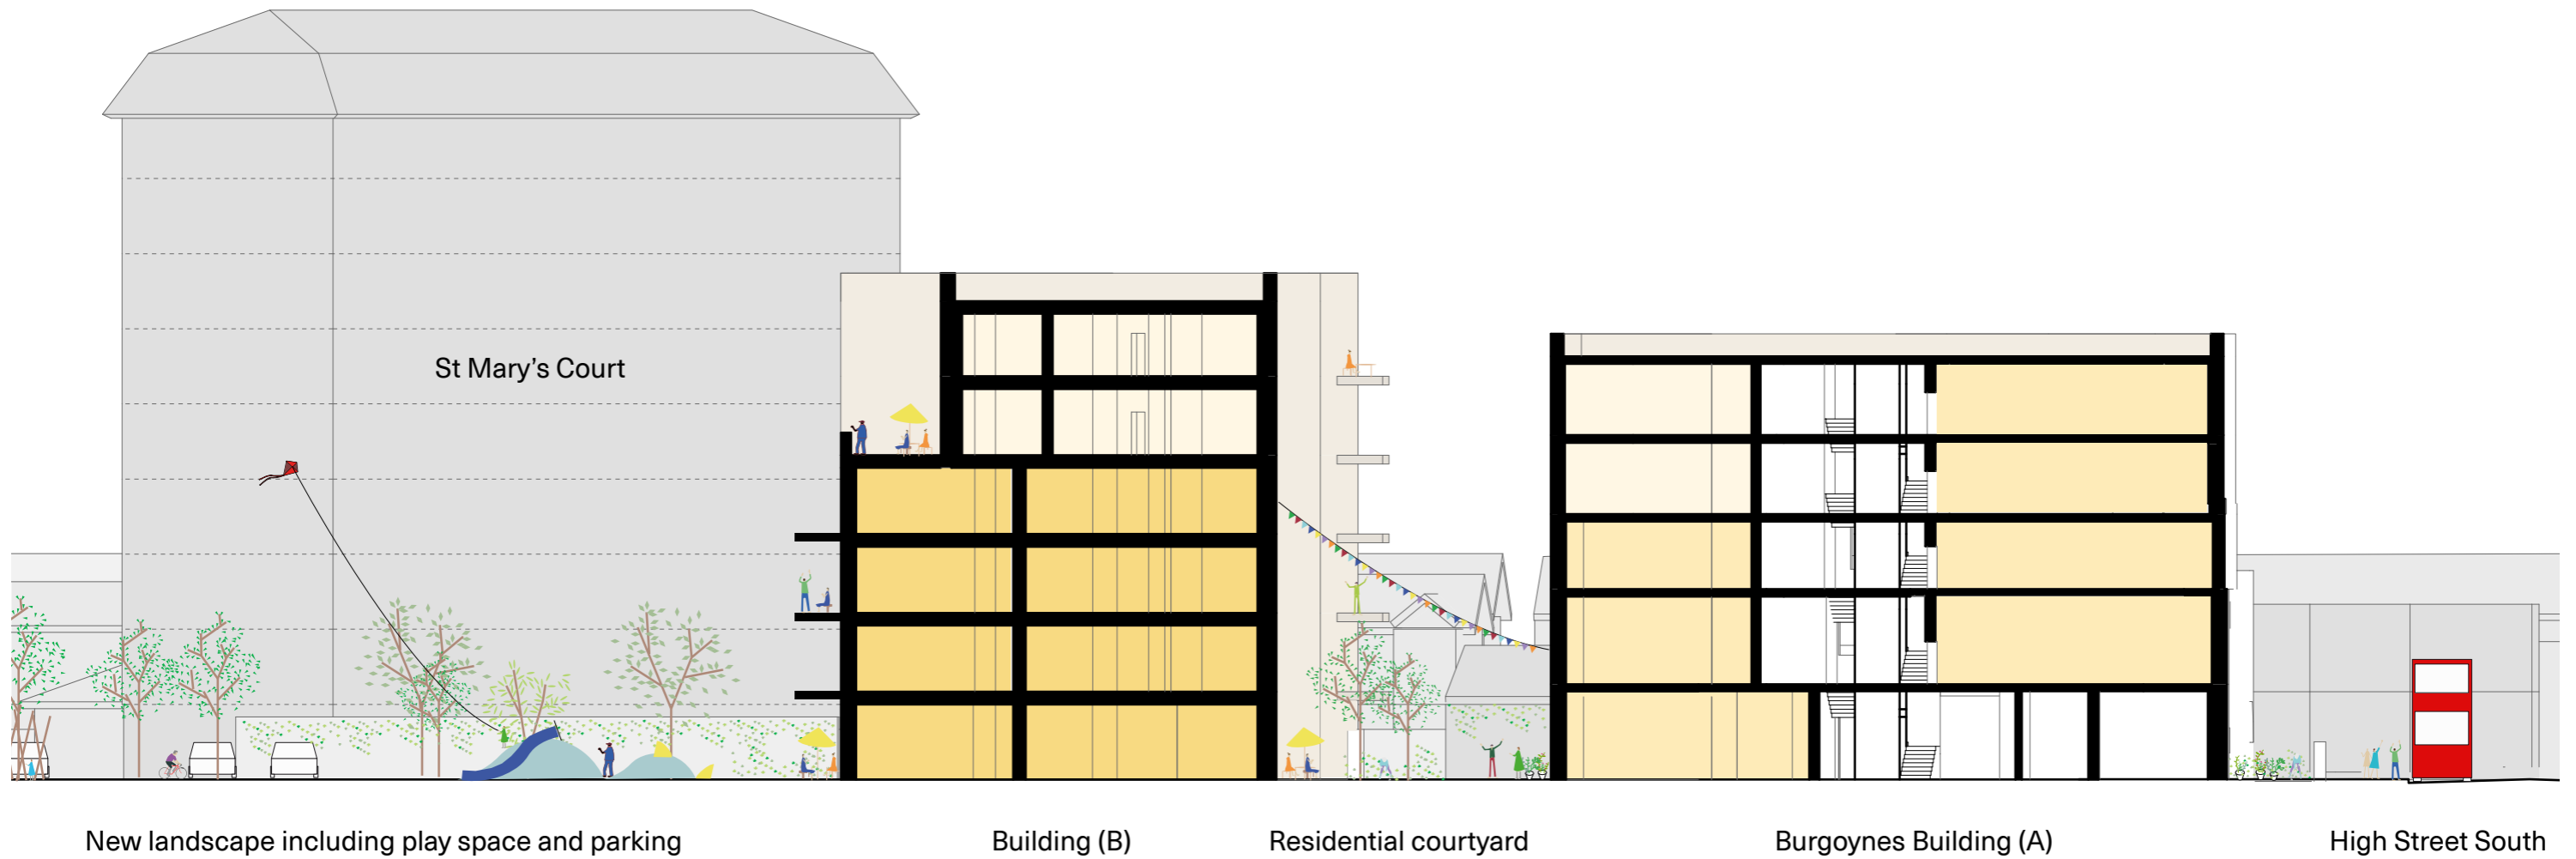 St Mary’s Court
New landscape including play space and parking
Building (B)
Residential courtyard
Burgoynes Building (A)
High Street South